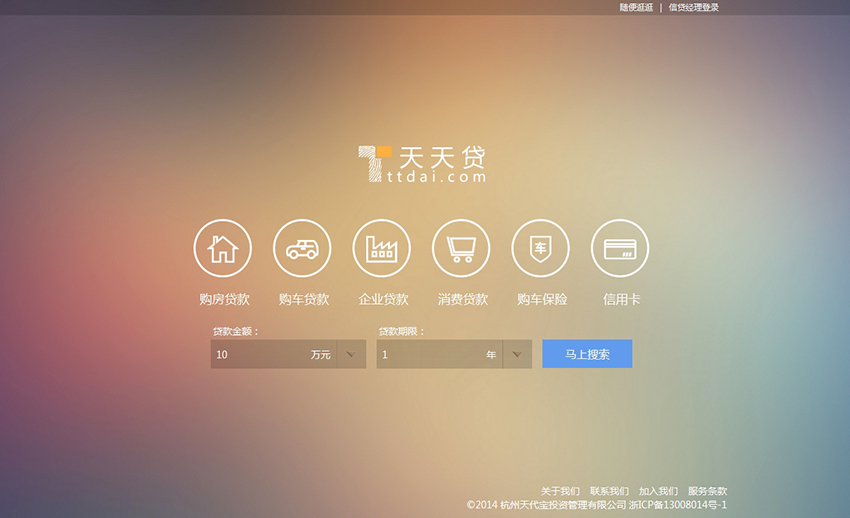 随便逛逛 | 信贷经理登录
天天贷
ttdai.com
车
购房贷款 购车贷款 企业贷款 消费贷款 购车保险 信用卡
贷款金额： 贷款期限：
10 万元 1 年 马上搜索
关于我们 联系我们 加入我们 服务条款
©2014 杭州天代宝投资管理有限公司 浙ICP备13008014号-1